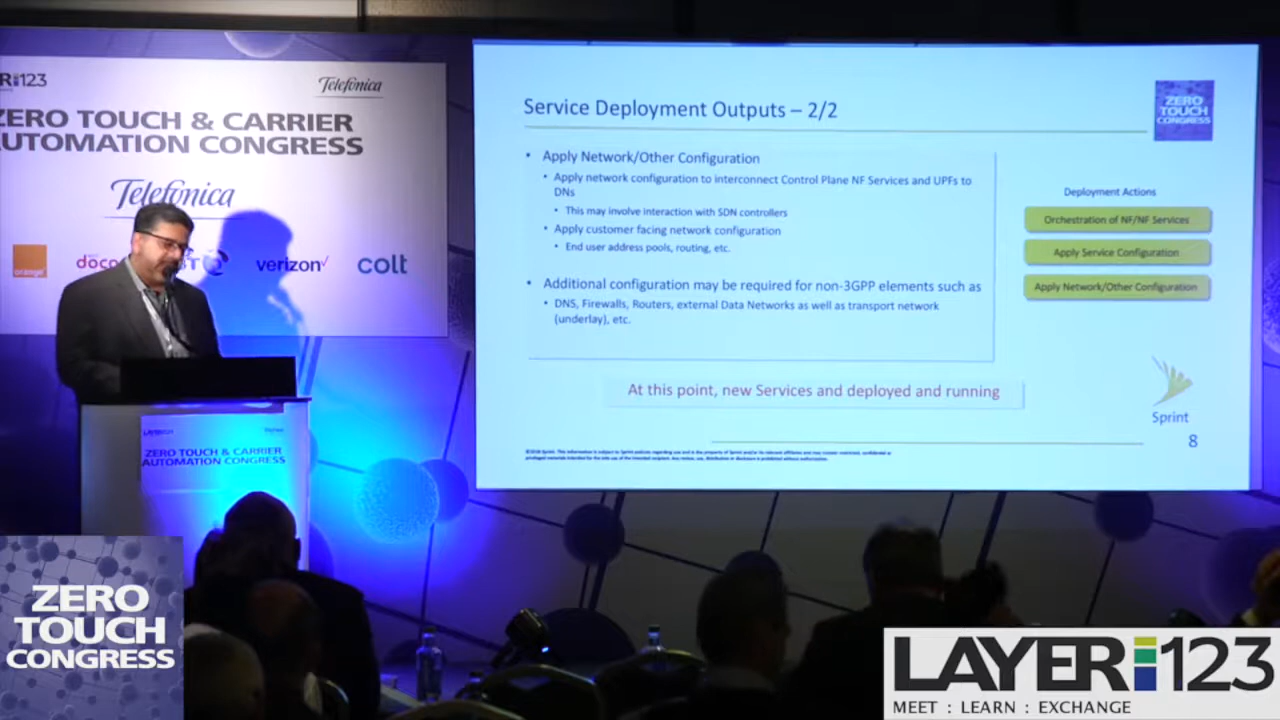 R 123
Telefónica
ZERO TOUCH & CARRIER
AUTOMATION CONGRESS
Telefónica
orange
doco
BT
verizon
colt
LAYER123
ZERO TOUCH & CARRIER
AUTOMATION CONGRESS
Service Deployment Outputs – 2/2
ZERO
TOUCH
CONGRESS
• Apply Network/Other Configuration
• Apply network configuration to interconnect Control Plane NF Services and UPFs to
DNs
• This may involve interaction with SDN controllers
• Apply customer facing network configuration
• End user address pools, routing, etc.
• Additional configuration may be required for non-3GPP elements such as
• DNS, Firewalls, Routers, external Data Networks as well as transport network
(underlay), etc.
Deployment Actions
Orchestration of NF/NF Services
Apply Service Configuration
Apply Network/Other Configuration
At this point, new Services and deployed and running
Sprint
8
ZERO
TOUCH
CONGRESS
LAYER123
MEET : LEARN : EXCHANGE